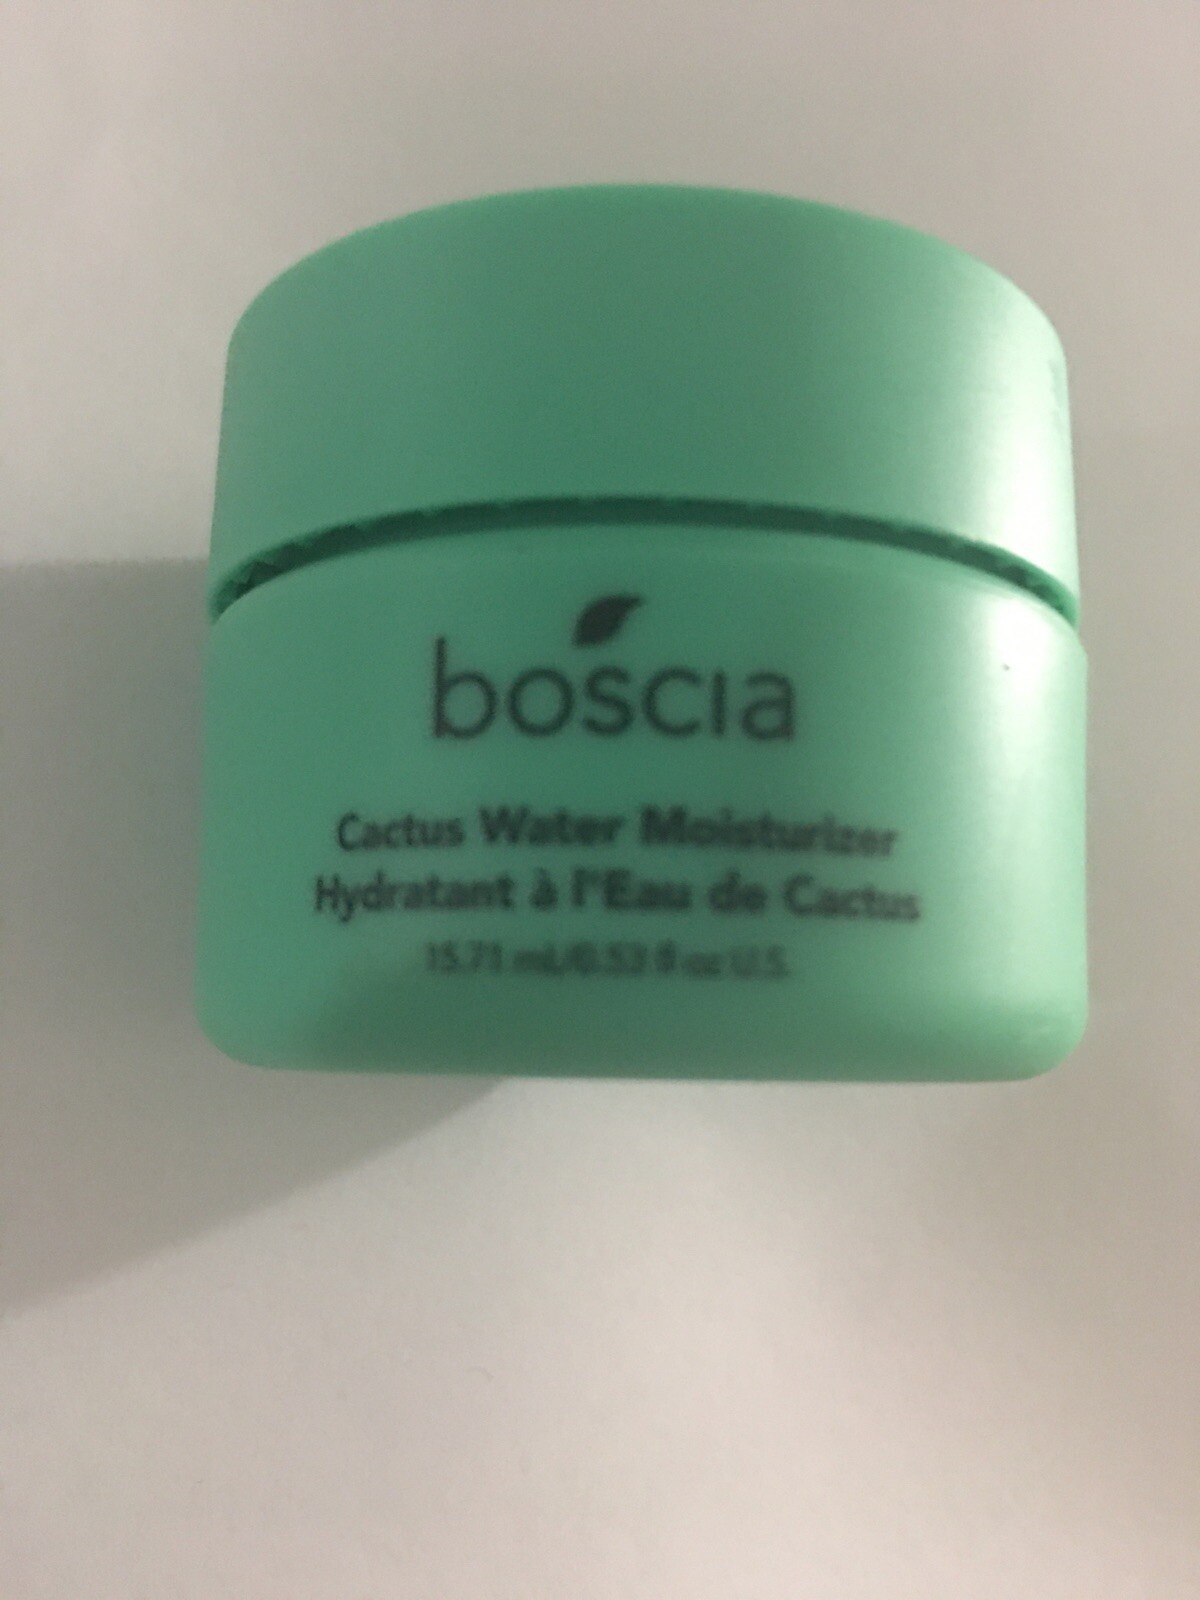 boscia
Cactus Water Moisturizer
Hydratant à l'Eau de Cactus
15.71 mL/0.53 fl oz U.S.